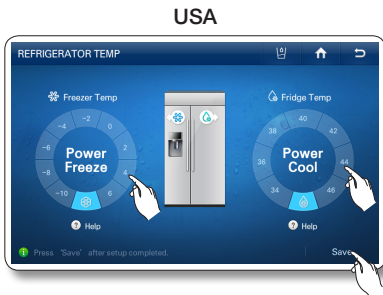 USA
REFRIGERATOR TEMP
Freezer Temp
Fridge Temp
-4 -2 0
-6 2
-8 4
-10 6
Power
Freeze
38 40 42
36 44
34 46
Power
Cool
? Help
? Help
i Press 'Save' after setup completed.
Save